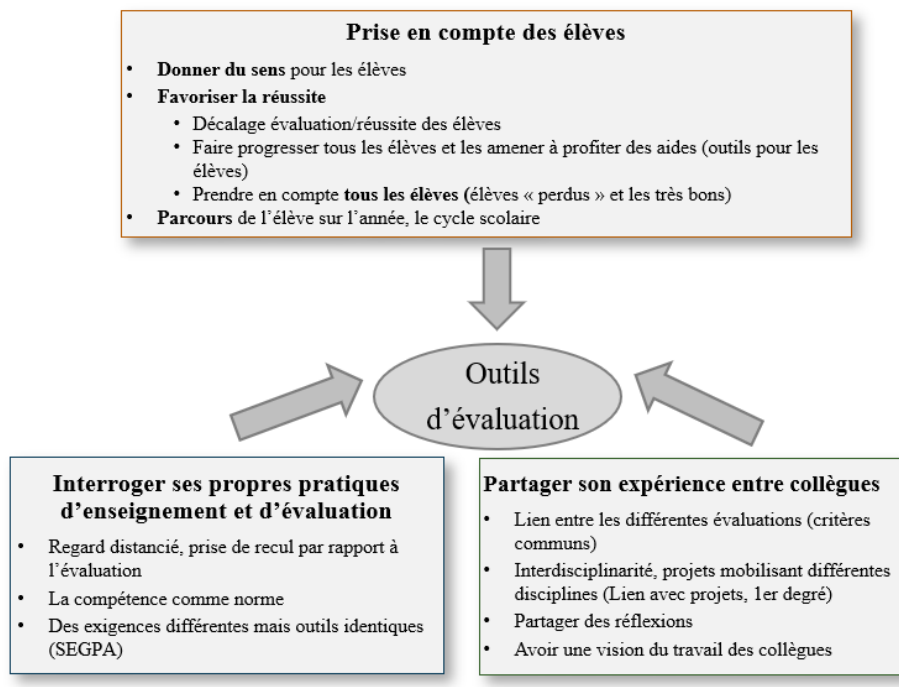 Prise en compte des élèves
• Donner du sens pour les élèves
• Favoriser la réussite
• Décalage évaluation/réussite des élèves
• Faire progresser tous les élèves et les amener à profiter des aides (outils pour les
élèves)
• Prendre en compte tous les élèves (élèves « perdus » et les très bons)
• Parcours de l’élève sur l’année, le cycle scolaire
Outils
d’évaluation
Interroger ses propres pratiques
d’enseignement et d’évaluation
• Regard distancié, prise de recul par rapport à
l’évaluation
• La compétence comme norme
• Des exigences différentes mais outils identiques
(SEGPA)
Partager son expérience entre collègues
• Lien entre les différentes évaluations (critères
communs)
• Interdisciplinarité, projets mobilisant différentes
disciplines (Lien avec projets, 1er degré)
• Partager des réflexions
• Avoir une vision du travail des collègues